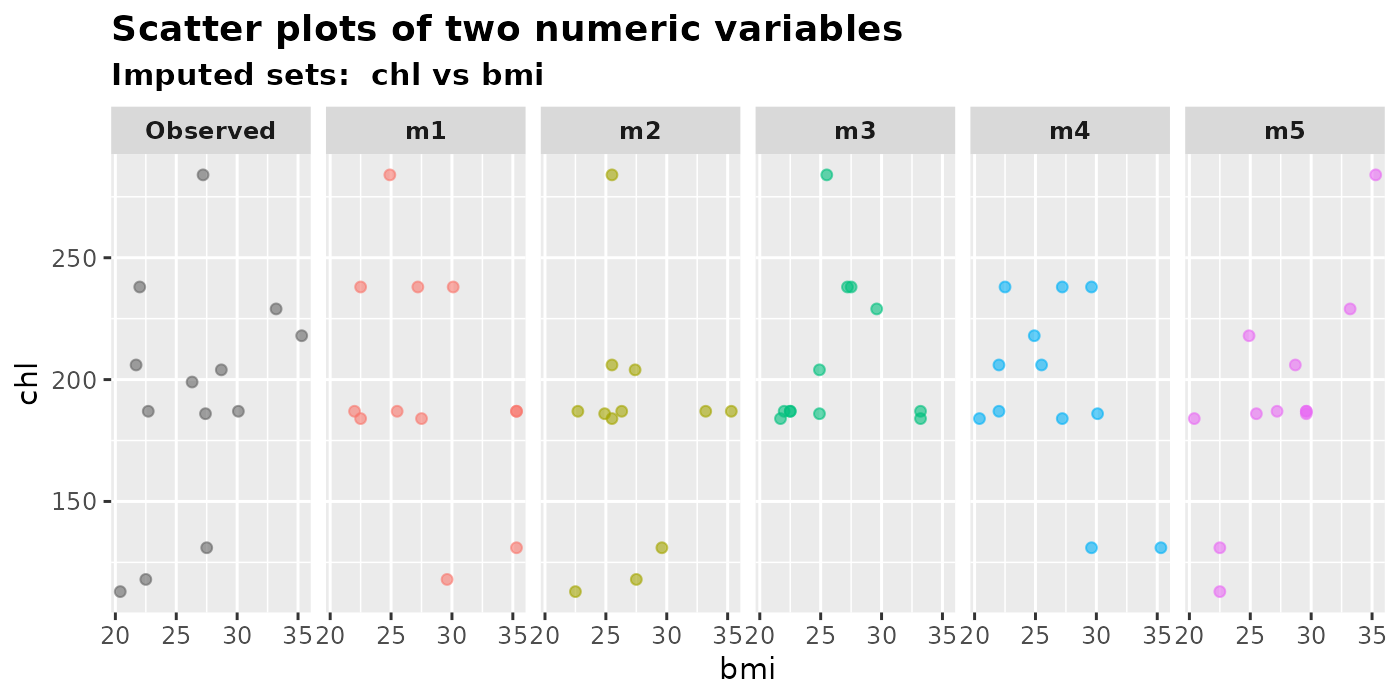 Scatter plots of two numeric variables
Imputed sets:  chl vs bmi
Observed m1 m2 m3 m4 m5
250
200
150
chl
20 25 30 35 20 25 30 35 20 25 30 35 20 25 30 35 20 25 30 35 20 25 30 35
bmi